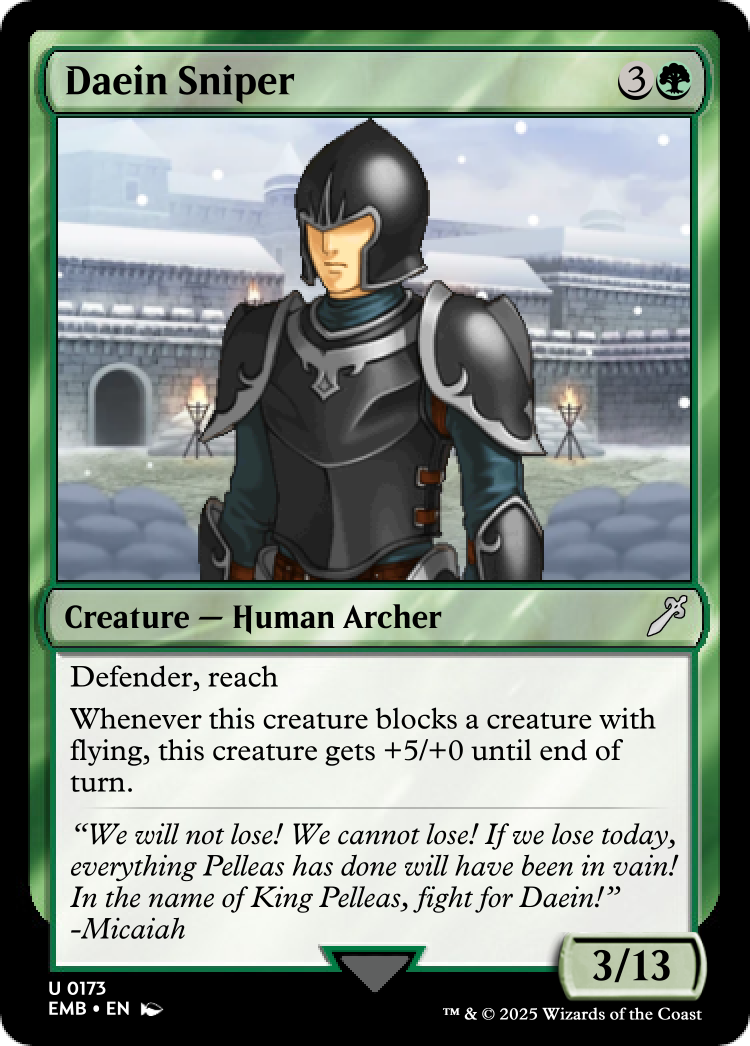 Daein Sniper 3
Creature — Human Archer
Defender, reach
Whenever this creature blocks a creature with
flying, this creature gets +5/+0 until end of
turn.
“We will not lose! We cannot lose! If we lose today,
everything Pelleas has done will have been in vain!
In the name of King Pelleas, fight for Daein!”
-Micaiah
3/13
U 0173
EMB • EN
™ & © 2025 Wizards of the Coast